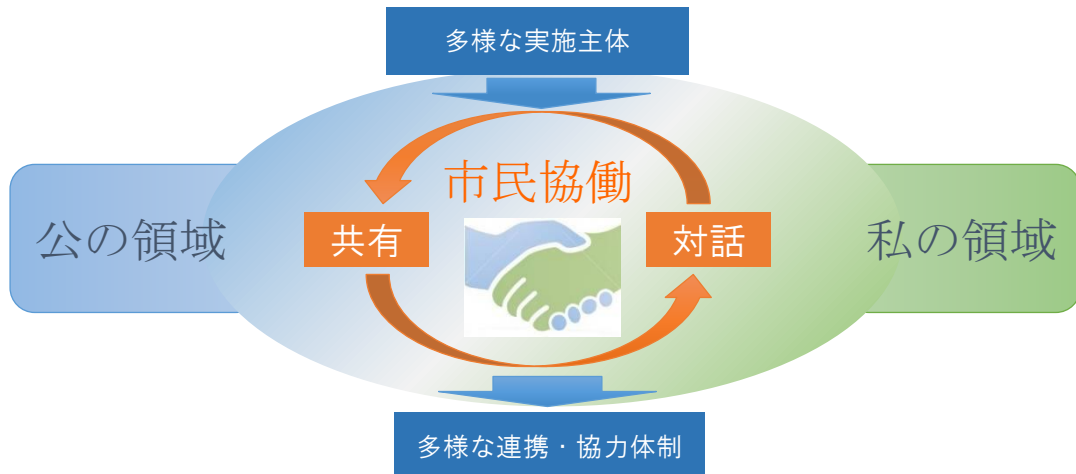 多様な実施主体
市民協働
公の領域
共有
対話
私の領域
多様な連携・協力体制